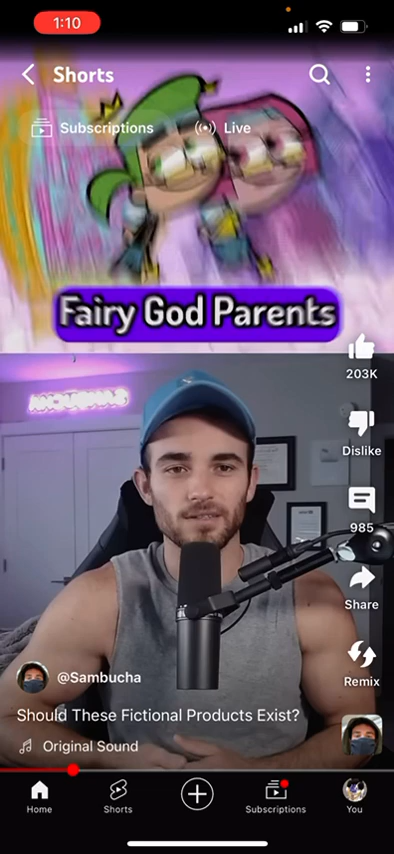 1:10
Shorts
Subscriptions
Live
Fairy God Parents
203K
Dislike
985
Share
@Sambucha
Remix
Should These Fictional Products Exist?
Original Sound
Home
Shorts
Subscriptions
You